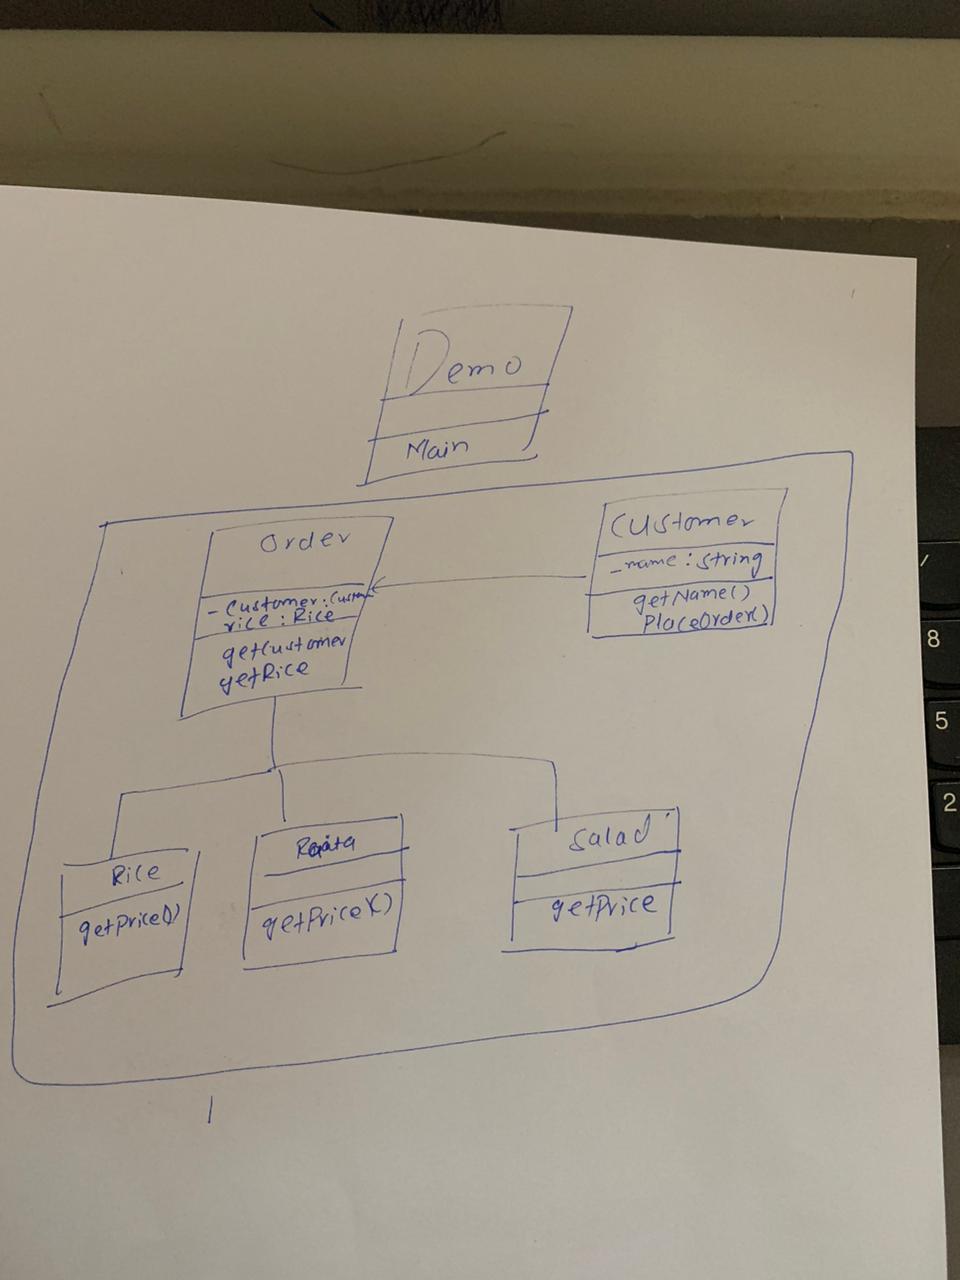 Demo
Main
Order
- Customer : Custom
rice : Rice
getCustomer
getRice
Customer
- name : String
getName()
PlaceOrder()
Rice
getPrice()
Raita
getPrice()
Salad
getPrice
8
5
2